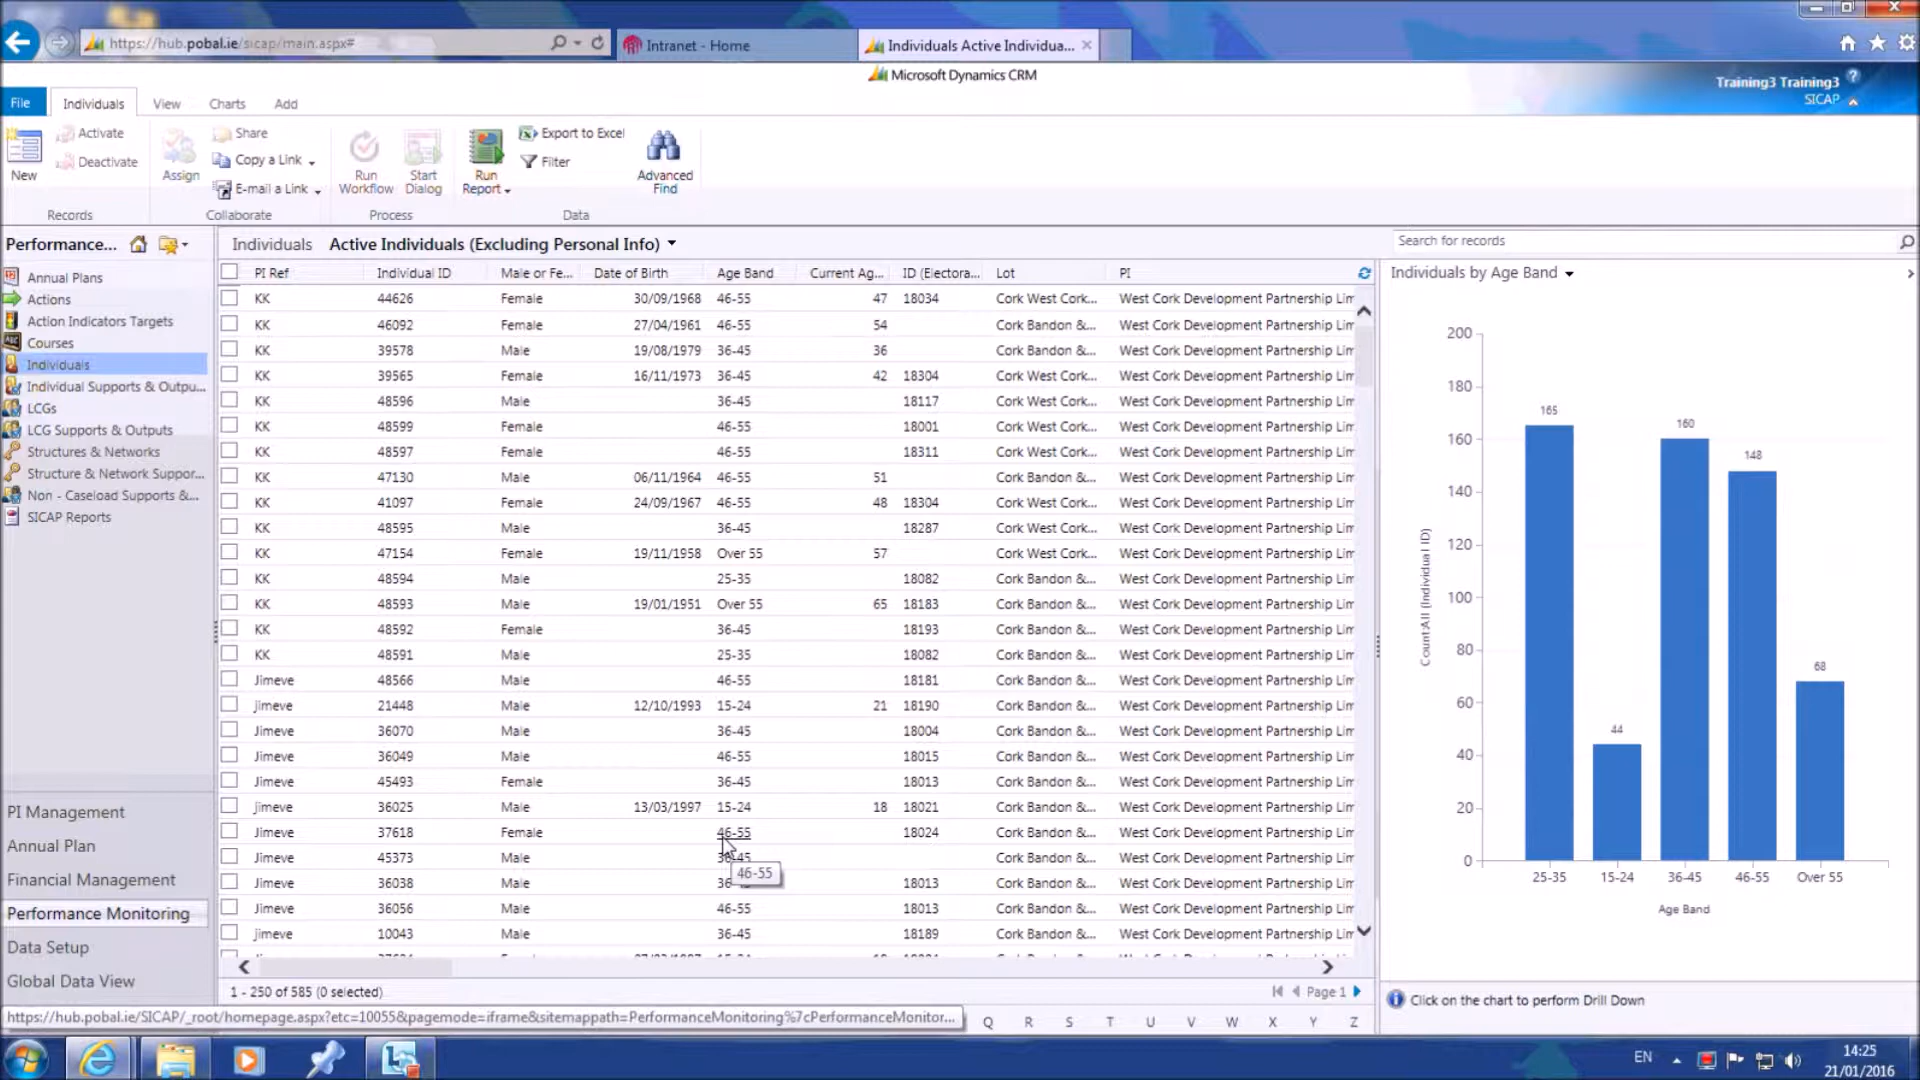 https://hub.pobal.ie/sicap/main.aspx#
Intranet - Home
Individuals Active Individua...
Microsoft Dynamics CRM
Training3 Training3
SICAP
File Individuals View Charts Add
New
Activate
Deactivate
Records
Assign
Share
Copy a Link
E-mail a Link
Collaborate
Run Workflow
Start Dialog
Process
Run Report
Export to Excel
Filter
Advanced Find
Data
Performance...
Annual Plans
Actions
Action Indicators Targets
Courses
Individuals
Individual Supports & Outpu...
LCGs
LCG Supports & Outputs
Structures & Networks
Structure & Network Suppor...
Non - Caseload Supports &...
SICAP Reports
PI Management
Annual Plan
Financial Management
Performance Monitoring
Data Setup
Global Data View
Individuals Active Individuals (Excluding Personal Info)
Search for records
PI Ref Individual ID Male or Fe... Date of Birth Age Band Current Ag... ID (Electora... Lot PI
KK 44626 Female 30/09/1968 46-55 47 18034 Cork West Cork... West Cork Development Partnership Lim
KK 46092 Female 27/04/1961 46-55 54 Cork Bandon &... West Cork Development Partnership Lim
KK 39578 Male 19/08/1979 36-45 36 Cork Bandon &... West Cork Development Partnership Lim
KK 39565 Female 16/11/1973 36-45 42 18304 Cork West Cork... West Cork Development Partnership Lim
KK 48596 Male 36-45 18117 Cork West Cork... West Cork Development Partnership Lim
KK 48599 Female 46-55 18001 Cork West Cork... West Cork Development Partnership Lim
KK 48597 Female 46-55 18311 Cork West Cork... West Cork Development Partnership Lim
KK 47130 Male 06/11/1964 46-55 51 Cork Bandon &... West Cork Development Partnership Lim
KK 41097 Female 24/09/1967 46-55 48 18304 Cork West Cork... West Cork Development Partnership Lim
KK 48595 Male 36-45 18287 Cork West Cork... West Cork Development Partnership Lim
KK 47154 Female 19/11/1958 Over 55 57 Cork West Cork... West Cork Development Partnership Lim
KK 48594 Male 25-35 18082 Cork Bandon &... West Cork Development Partnership Lim
KK 48593 Male 19/01/1951 Over 55 65 18183 Cork Bandon &... West Cork Development Partnership Lim
KK 48592 Female 36-45 18193 Cork Bandon &... West Cork Development Partnership Lim
KK 48591 Male 25-35 18082 Cork Bandon &... West Cork Development Partnership Lim
Jimeve 48566 Male 46-55 18181 Cork Bandon &... West Cork Development Partnership Lim
jimeve 21448 Male 12/10/1993 15-24 21 18190 Cork Bandon &... West Cork Development Partnership Lim
Jimeve 36070 Male 36-45 18004 Cork Bandon &... West Cork Development Partnership Lim
Jimeve 36049 Male 46-55 18015 Cork Bandon &... West Cork Development Partnership Lim
Jimeve 45493 Female 36-45 18013 Cork Bandon &... West Cork Development Partnership Lim
jimeve 36025 Male 13/03/1997 15-24 18 18021 Cork Bandon &... West Cork Development Partnership Lim
Jimeve 37618 Female 46-55 18024 Cork Bandon &... West Cork Development Partnership Lim
Jimeve 45373 Male 36-45 Cork Bandon &... West Cork Development Partnership Lim
46-55
Jimeve 36038 Male 18013 Cork Bandon &... West Cork Development Partnership Lim
Jimeve 36056 Male 46-55 18013 Cork Bandon &... West Cork Development Partnership Lim
jimeve 10043 Male 36-45 18189 Cork Bandon &... West Cork Development Partnership Lim
1 - 250 of 585 (0 selected)
Page 1
https://hub.pobal.ie/SICAP/_root/homepage.aspx?etc=10055&pagemode=iframe&sitemappath=PerformanceMonitoring%7cPerformanceMonitor...
Q R S T U V W X Y Z
Individuals by Age Band
Count:All (Individual ID)
200
180
160
140
120
100
80
60
40
20
0
165
44
160
148
68
25-35 15-24 36-45 46-55 Over 55
Age Band
Click on the chart to perform Drill Down
EN
14:25
21/01/2016